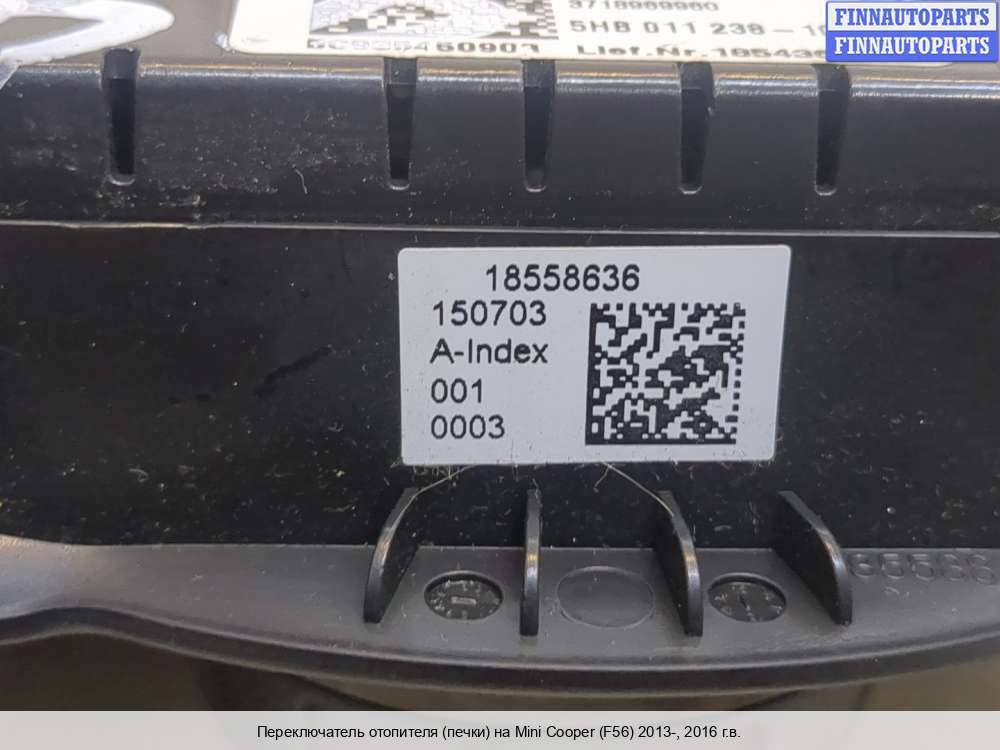 FINNAUTOPARTS
FINNAUTOPARTS
3718969960
5HB 011 238-10
18558636
150703
A-Index
001
0003
Переключатель отопителя (печки) на Mini Cooper (F56) 2013-, 2016 г.в.